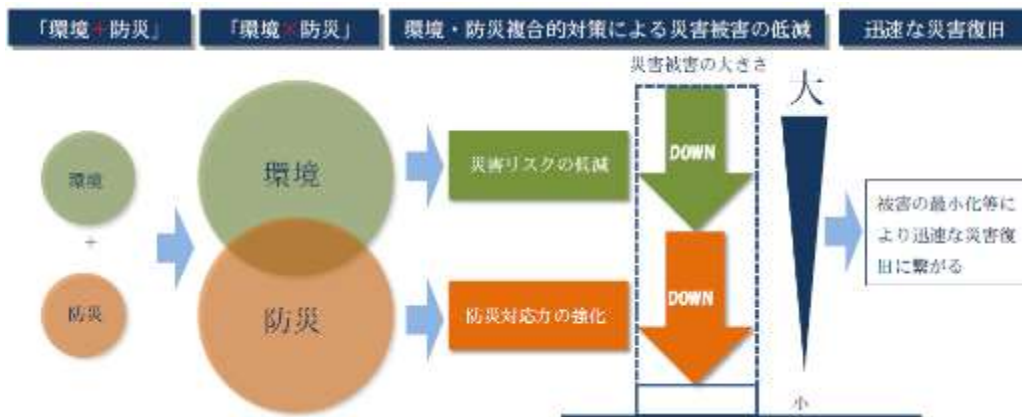 「環境+防災」
「環境×防災」
環境・防災複合的対策による災害被害の低減
迅速な災害復旧
災害被害の大きさ
大
環境
+
防災
環境
防災
災害リスクの低減
防災対応力の強化
DOWN
DOWN
小
被害の最小化等に
より迅速な災害復
旧に繋がる